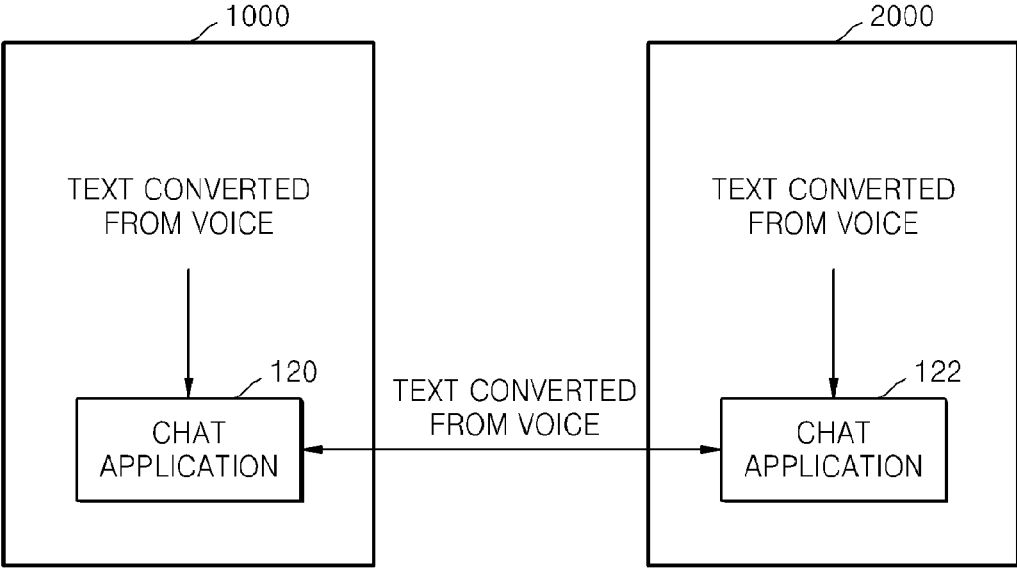 1000
2000
TEXT CONVERTED
FROM VOICE
TEXT CONVERTED
FROM VOICE
120
TEXT CONVERTED
FROM VOICE
122
CHAT
APPLICATION
CHAT
APPLICATION